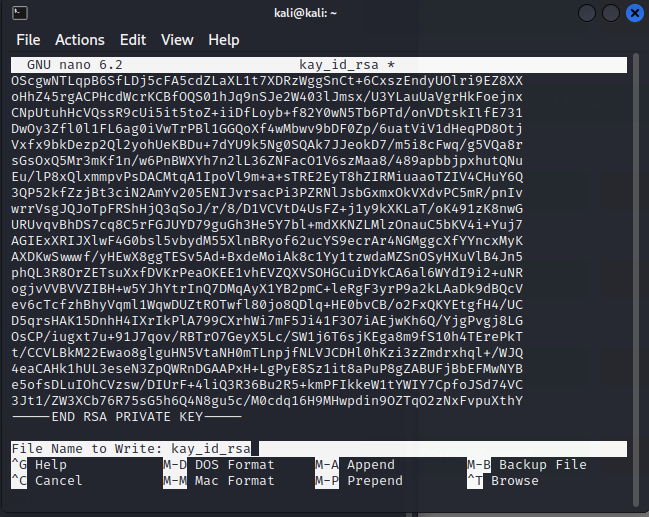 kali@kali: ~
File Actions Edit View Help
GNU nano 6.2 kay_id_rsa *
OScgwNTLqpB6SfLDj5cFA5cdZLaXL1t7XDRzWggSnCt+6CxszEndyUOlri9EZ8XX
oHhZ45rgACPHcdWcrKCBfOQS01hJq9nSJe2W403lJmsx/U3YLauUaVgrHkFoejnx
CNpUtuhHcVQssR9cUi5it5toZ+iiDfLoyb+f82Y0wN5Tb6PTd/onVDtskIlfE731
DwOy3Zfl0l1FL6ag0iVwTrPBl1GGQoXf4wMbwv9bDF0Zp/6uatViV1dHeqPD8Otj
Vxfx9bkDezp2Ql2yohUeKBDu+7dYU9k5Ng0SQAk7JJeokD7/m5i8cFwq/g5VQa8r
sGsOxQ5Mr3mKf1n/w6PnBWXYh7n2lL36ZNFacO1V6szMaa8/489apbbjpxhutQNu
Eu/lP8xQlxmmpvPsDACMtqA1IpoVl9m+a+sTRE2EyT8hZIRMiuaaoTZIV4CHuY6Q
3QP52kfZzjBt3ciN2AmYv205ENIJvrsacPi3PZRNlJsbGxmxOkVXdvPC5mR/pnIv
wrrVsgJQJoTpFRShHjQ3qSoJ/r/8/D1VCVtD4UsFZ+j1y9kXKLaT/oK491zK8nwG
URUvqvBhDS7cq8C5rFGJUYD79guGh3He5Y7bl+mdXKNZLMlzOnauC5bKV4i+Yuj7
AGIExXRIJXlwF4G0bsl5vbydM55XlnBRyof62ucYS9ecrAr4NGMggcXfYYncxMyK
AXDKwSwwwf/yHEwX8ggTESv5Ad+BxdeMoiAk8c1Yy1tzwdaMZSnOSyHXuVlB4Jn5
phQL3R8OrZETsuXxfDVKrPeaOKEE1vhEVZQXVSOHGCuiDYkCA6al6WYdI9i2+uNR
ogjvVVBVVZIBH+w5YJhYtrInQ7DMqAyX1YB2pmC+leRgF3yrP9a2kLAaDk9dBQcV
ev6cTcfzhBhyVqml1WqwDUZtROTwfl80jo8QDlq+HE0bvCB/o2FxQKYEtgfH4/UC
D5qrsHAK15DnhH4IXrIkPlA799CXrhWi7mF5Ji41F3O7iAEjwKh6Q/YjgPvgj8LG
OsCP/iugxt7u+91J7qov/RBTrO7GeyX5Lc/SW1j6T6sjKEga8m9fS10h4TErePkT
t/CCVLBkM22Ewao8glguHN5VtaNH0mTLnpjfNLVJCDHl0hKzi3zZmdrxhql+/WJQ
4eaCAHk1hUL3eseN3ZpQWRnDGAAPxH+LgPyE8Sz1it8aPuP8gZABUFjBbEFMwNYB
e5ofsDLuIOhCVzsw/DIUrF+4liQ3R36Bu2R5+kmPFIkkeW1tYWIY7CpfoJSd74VC
3Jt1/ZW3XCb76R75sG5h6Q4N8gu5c/M0cdq16H9MHwpdin9OZTqO2zNxFvpuXthY
-----END RSA PRIVATE KEY-----
File Name to Write: kay_id_rsa
^G Help M-D DOS Format M-A Append M-B Backup File
^C Cancel M-M Mac Format M-P Prepend ^T Browse